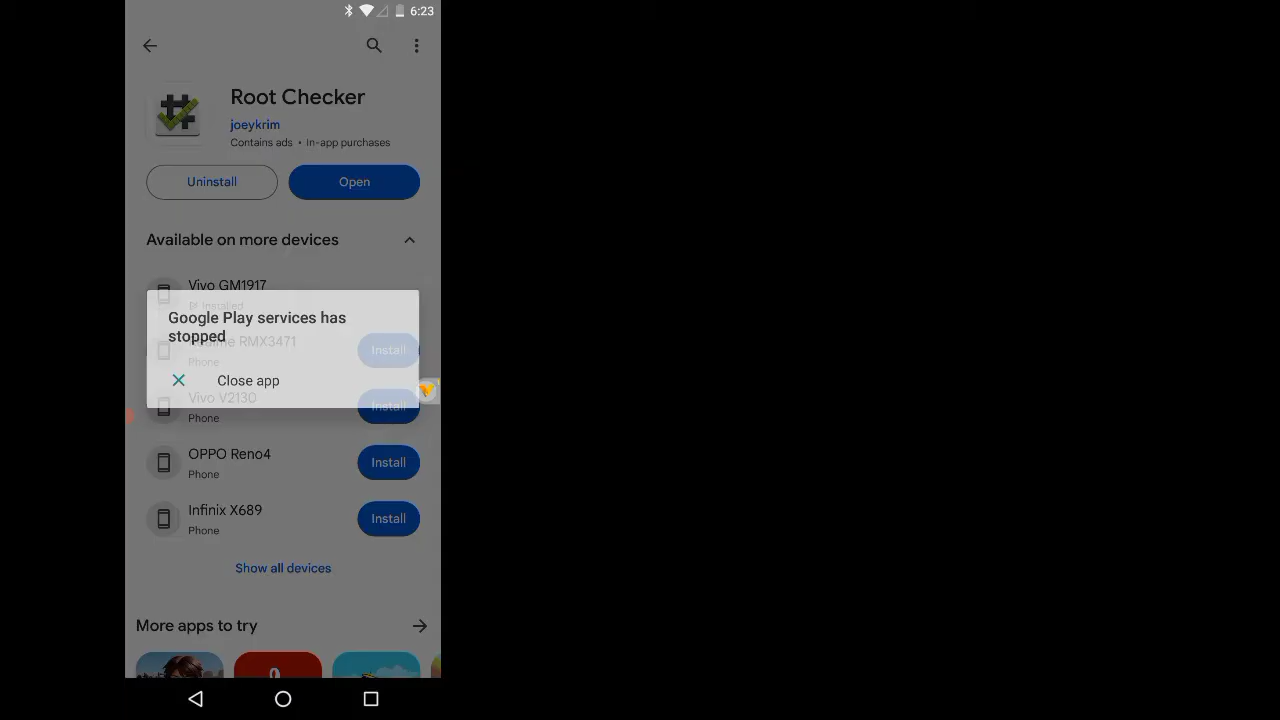 6:23
Root Checker
joeykrim
Contains ads • In-app purchases
Uninstall
Open
Available on more devices
Vivo GM1917
Installed
Google Play services has
stopped
Realme RMX3471
Install
Phone
Close app
Vivo V2130
Install
Phone
OPPO Reno4
Install
Phone
Infinix X689
Install
Phone
Show all devices
More apps to try